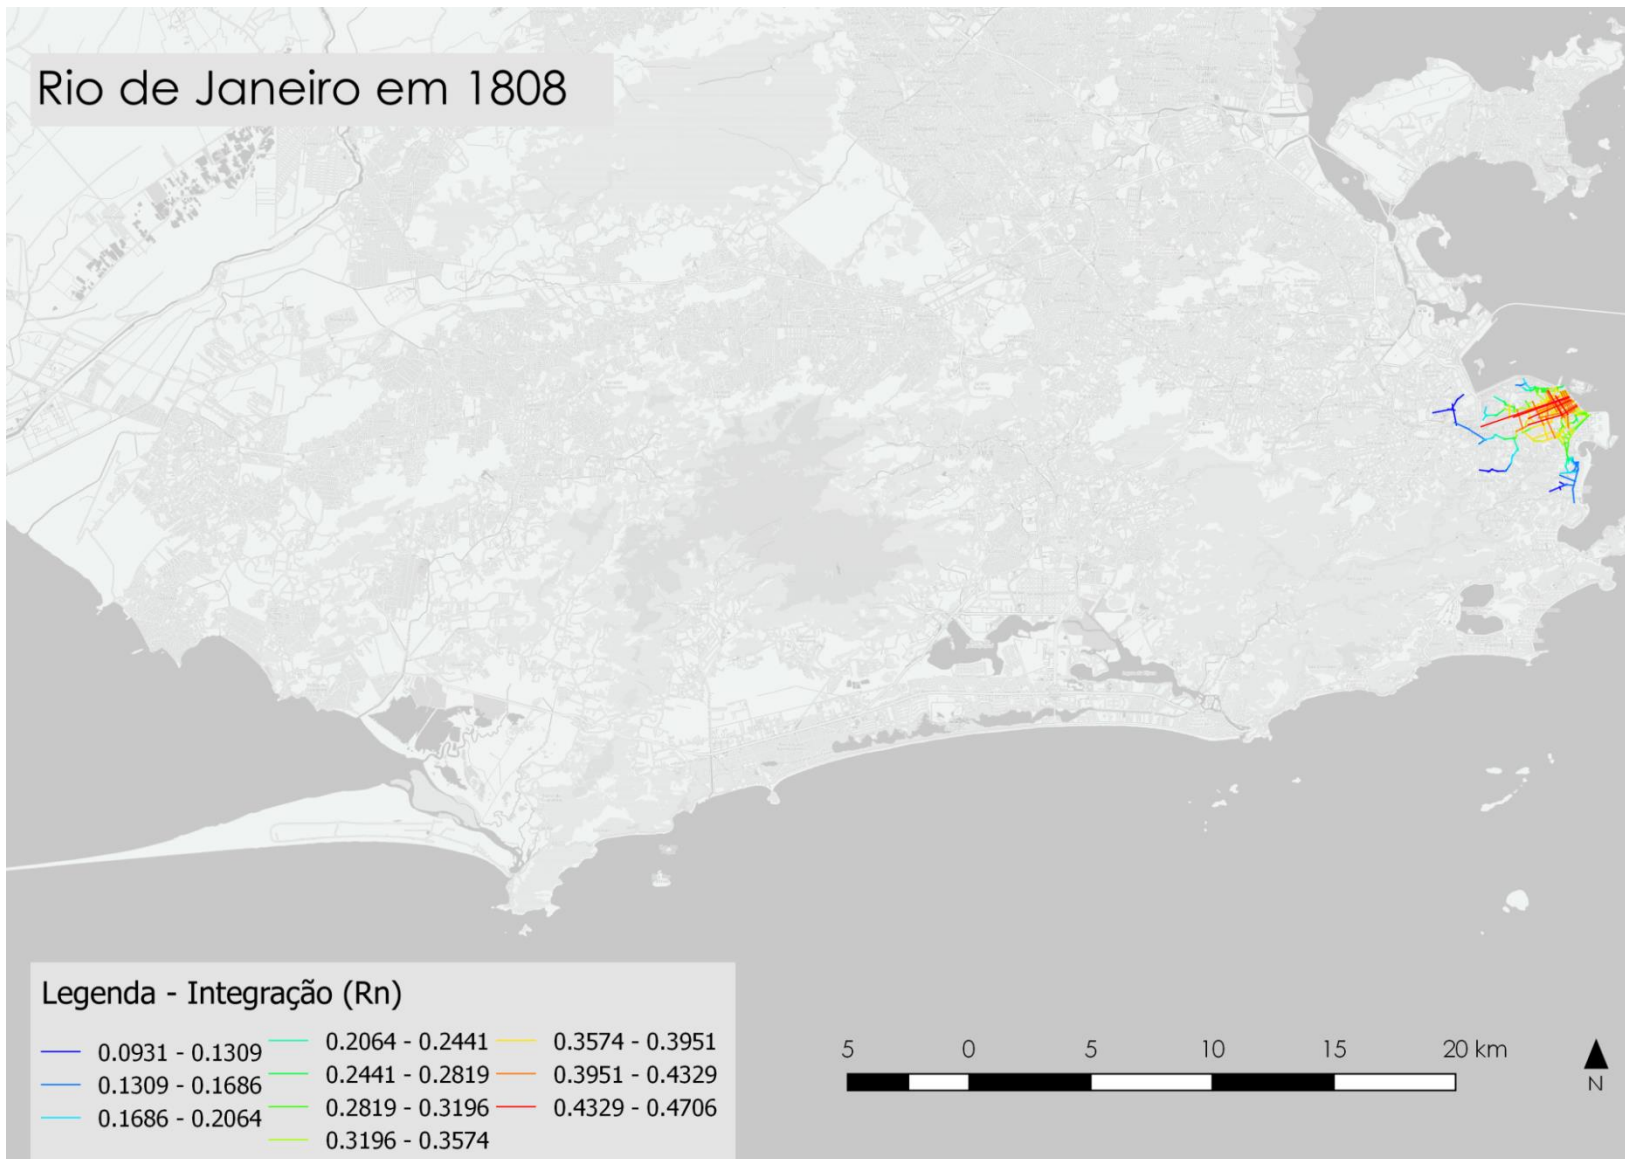 Rio de Janeiro em 1808
Legenda - Integração (Rn)
0.0931 - 0.1309
0.1309 - 0.1686
0.1686 - 0.2064
0.2064 - 0.2441
0.2441 - 0.2819
0.2819 - 0.3196
0.3196 - 0.3574
0.3574 - 0.3951
0.3951 - 0.4329
0.4329 - 0.4706
5 0 5 10 15 20 km
N